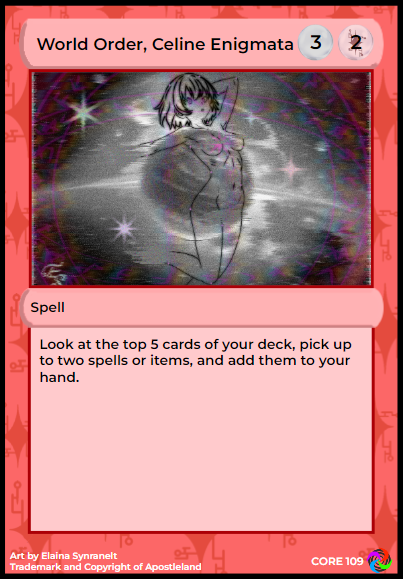 World Order, Celine Enigmata 3 2
Spell
Look at the top 5 cards of your deck, pick up
to two spells or items, and add them to your
hand.
Art by Elaina Synranelt
Trademark and Copyright of Apostleland
CORE 109